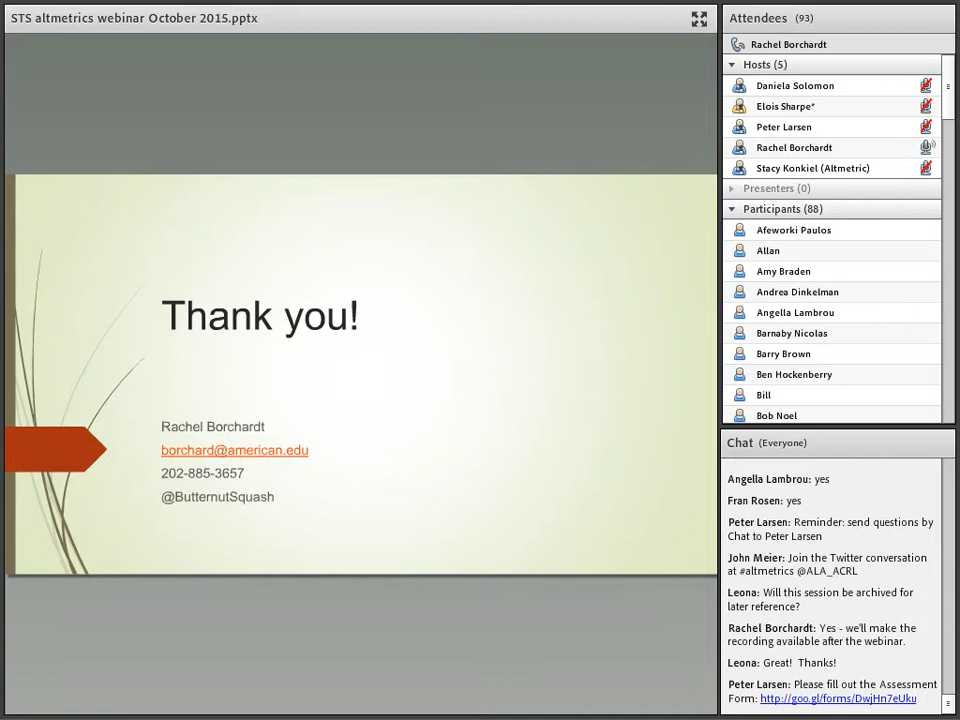 STS altmetrics webinar October 2015.pptx
Thank you!
Rachel Borchardt
borchard@american.edu
202-885-3657
@ButternutSquash
Attendees (93)
Rachel Borchardt
Hosts (5)
Daniela Solomon
Elois Sharpe*
Peter Larsen
Rachel Borchardt
Stacy Konkiel (Altmetric)
Presenters (0)
Participants (88)
Afeworki Paulos
Allan
Amy Braden
Andrea Dinkelman
Angella Lambrou
Barnaby Nicolas
Barry Brown
Ben Hockenberry
Bill
Bob Noel
Chat (Everyone)
Angella Lambrou: yes
Fran Rosen: yes
Peter Larsen: Reminder: send questions by
Chat to Peter Larsen
John Meier: Join the Twitter conversation
at #altmetrics @ALA_ACRL
Leona: Will this session be archived for
later reference?
Rachel Borchardt: Yes - we'll make the
recording available after the webinar.
Leona: Great! Thanks!
Peter Larsen: Please fill out the Assessment
Form: http://goo.gl/forms/DwjHn7eUku